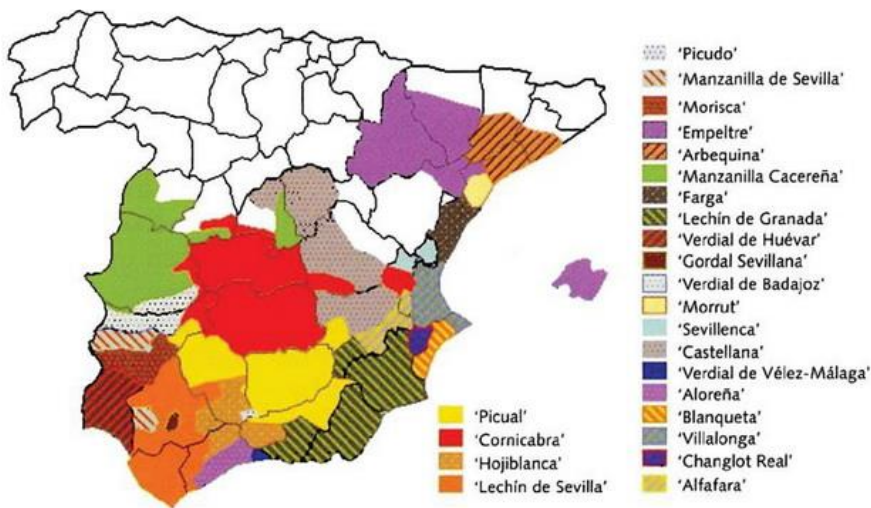 'Picudo'
'Manzanilla de Sevilla'
'Morisca'
'Empeltre'
'Arbequina'
'Manzanilla Cacereña'
'Farga'
'Lechín de Granada'
'Verdial de Huévar'
'Gordal Sevillana'
'Verdial de Badajoz'
'Morrut'
'Sevillenca'
'Castellana'
'Verdial de Vélez-Málaga'
'Aloreña'
'Blanqueta'
'Villalonga'
'Changlot Real'
'Alfafara'
'Picual'
'Cornicabra'
'Hojiblanca'
'Lechín de Sevilla'